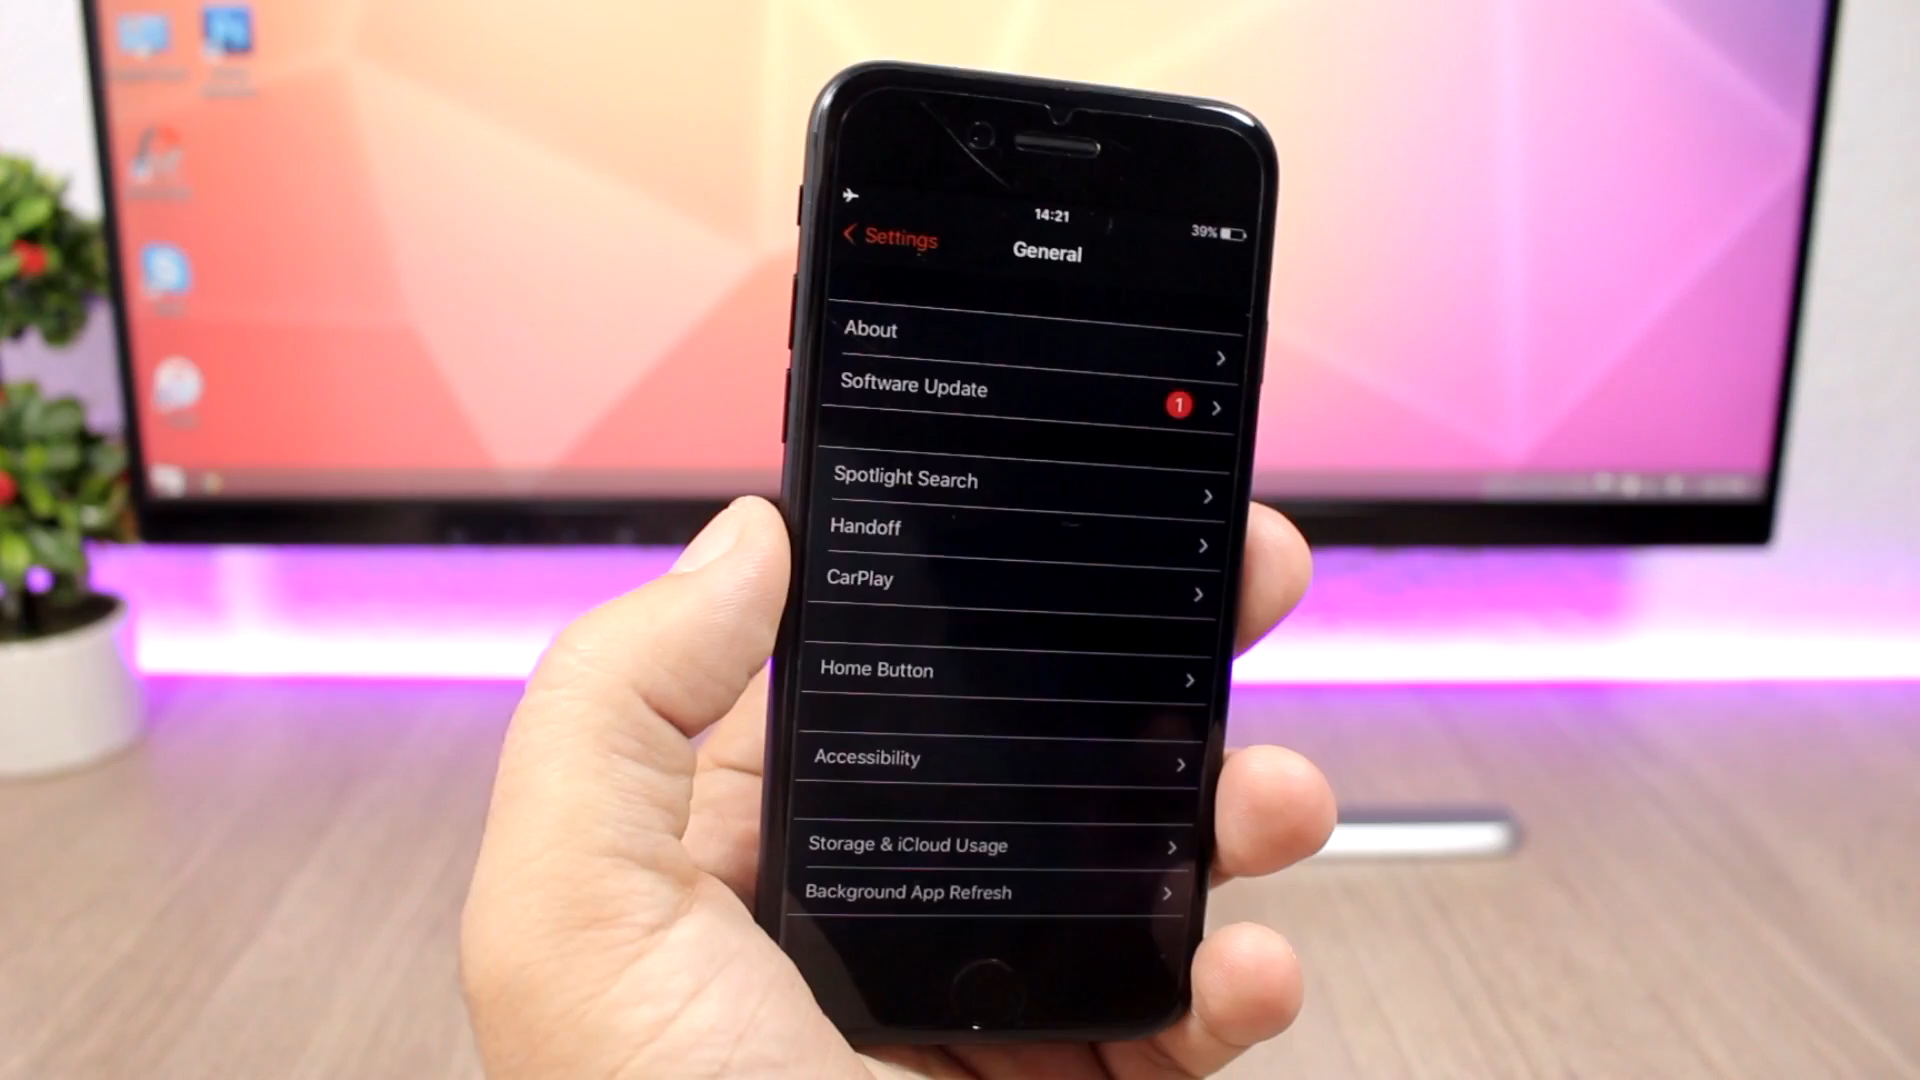 14:21
39%
Settings
General
About
Software Update 1
Spotlight Search
Handoff
CarPlay
Home Button
Accessibility
Storage & iCloud Usage
Background App Refresh